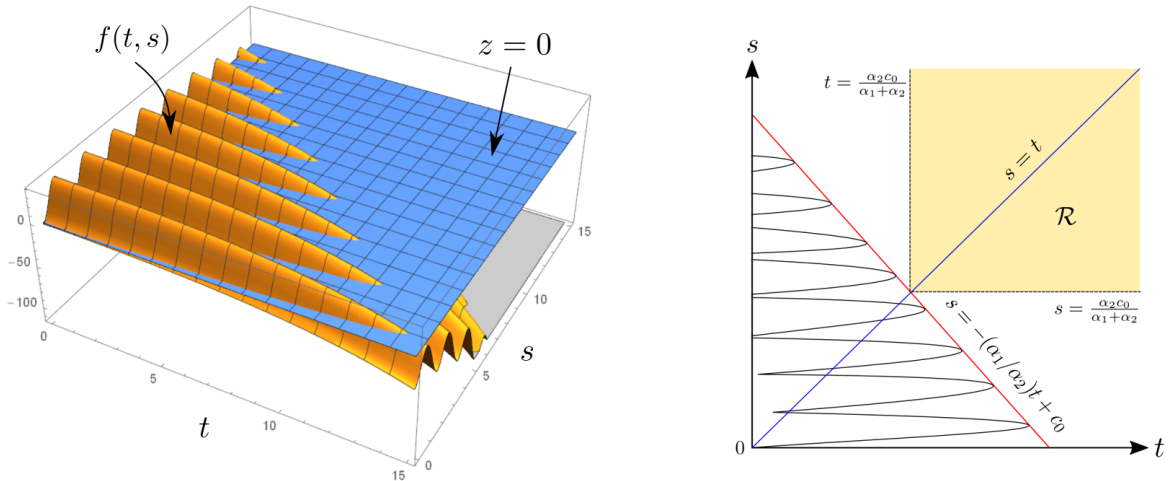 f(t, s)
z = 0
0
−50
−100
0
5
10
15
t
0
5
10
15
s
s
t = α₂c₀/(α₁+α₂)
s = t
ℛ
s = α₂c₀/(α₁+α₂)
s = −(α₁/α₂)t + c₀
0
t